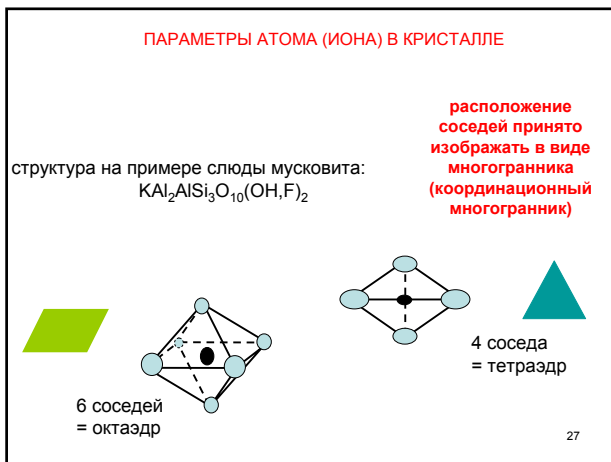 ПАРАМЕТРЫ АТОМА (ИОНА) В КРИСТАЛЛЕ
расположение
соседей принято
изображать в виде
многогранника
(координационный
многогранник)
структура на примере слюды мусковита:
KAl₂AlSi₃O₁₀(OH,F)₂
4 соседа
= тетраэдр
6 соседей
= октаэдр
27